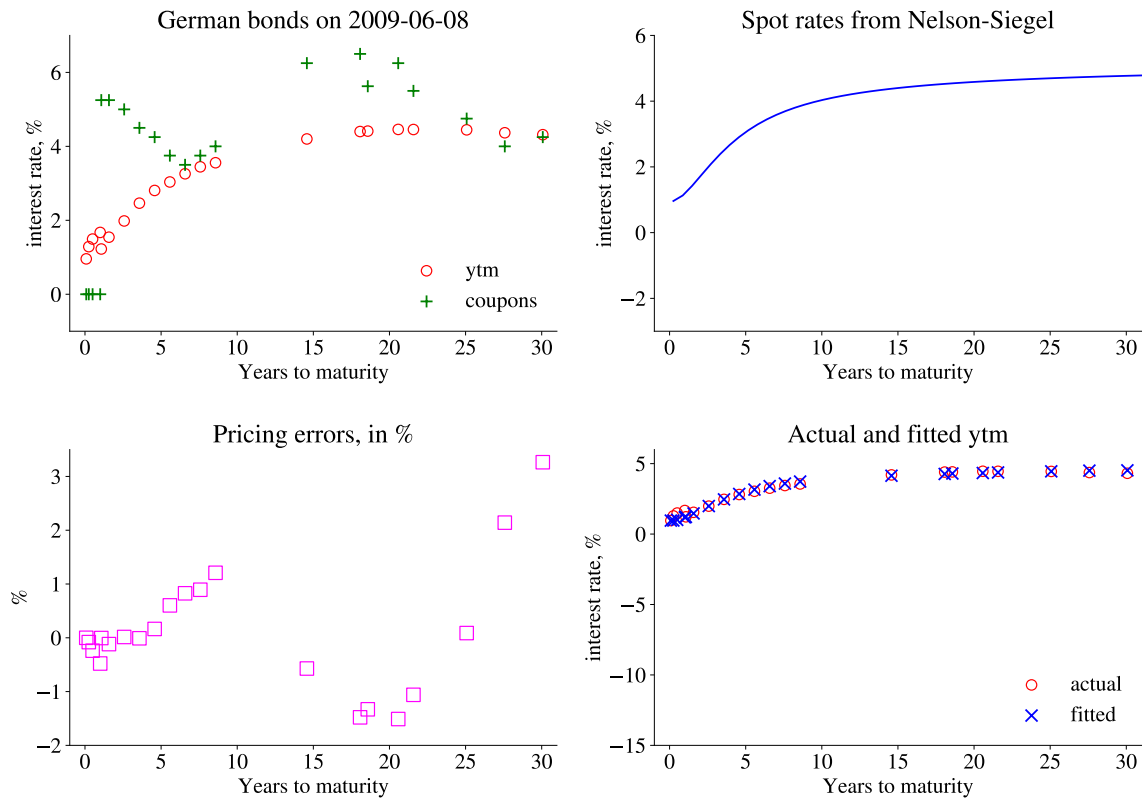 German bonds on 2009-06-08
interest rate, %
6
4
2
0
ytm
coupons
0 5 10 15 20 25 30
Years to maturity
Spot rates from Nelson-Siegel
interest rate, %
6
4
2
0
−2
0 5 10 15 20 25 30
Years to maturity
Pricing errors, in %
%
3
2
1
0
−1
−2
0 5 10 15 20 25 30
Years to maturity
Actual and fitted ytm
interest rate, %
5
0
−5
−10
−15
actual
fitted
0 5 10 15 20 25 30
Years to maturity